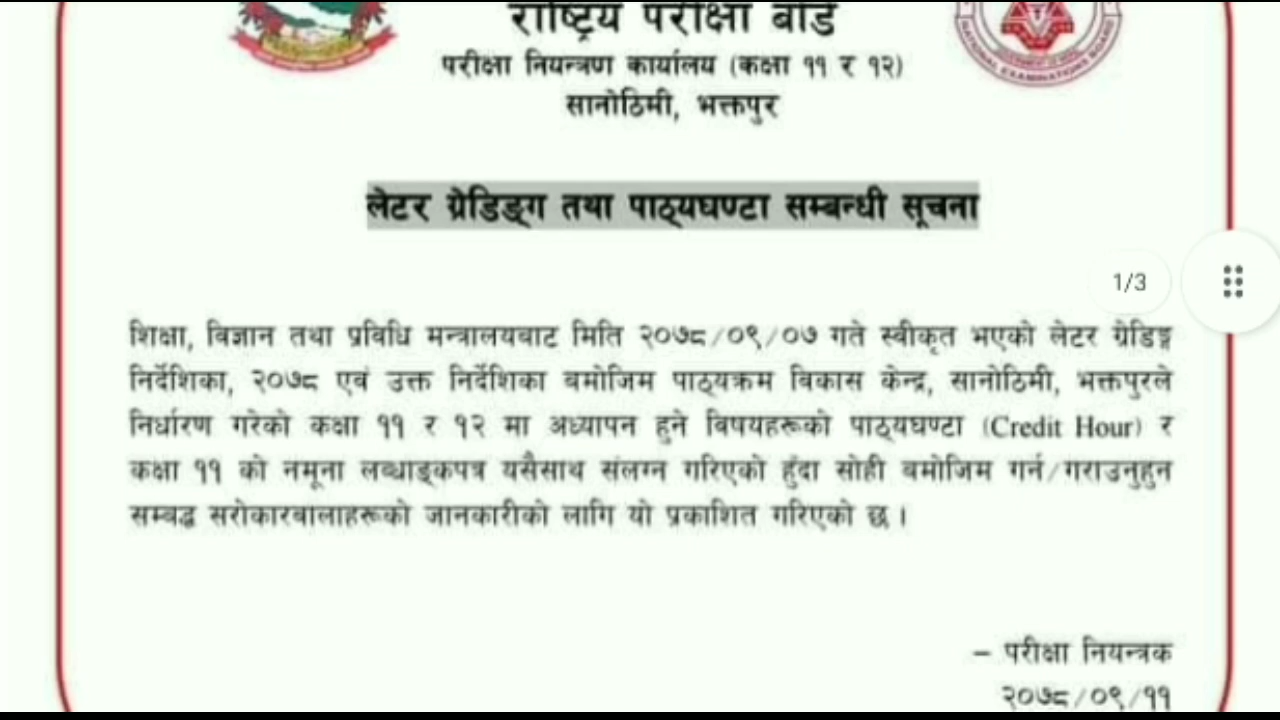 राष्ट्रिय परीक्षा बोर्ड
NATIONAL EXAMINATIONS BOARD
परीक्षा नियन्त्रण कार्यालय (कक्षा ११ र १२)
सानोठिमी, भक्तपुर
लेटर ग्रेडिङ्ग तथा पाठ्यघण्टा सम्बन्धी सूचना
1/3
शिक्षा, विज्ञान तथा प्रविधि मन्त्रालयबाट मिति २०७८/०९/०७ गते स्वीकृत भएको लेटर ग्रेडिङ्ग
निर्देशिका, २०७८ एवं उक्त निर्देशिका बमोजिम पाठ्यक्रम विकास केन्द्र, सानोठिमी, भक्तपुरले
निर्धारण गरेको कक्षा ११ र १२ मा अध्यापन हुने विषयहरूको पाठ्यघण्टा (Credit Hour) र
कक्षा ११ को नमूना लब्धाङ्कपत्र यसैसाथ संलग्न गरिएको हुँदा सोही बमोजिम गर्न/गराउनुहुन
सम्बद्ध सरोकारवालाहरूको जानकारीको लागि यो प्रकाशित गरिएको छ ।
– परीक्षा नियन्त्रक
२०७८/०९/११